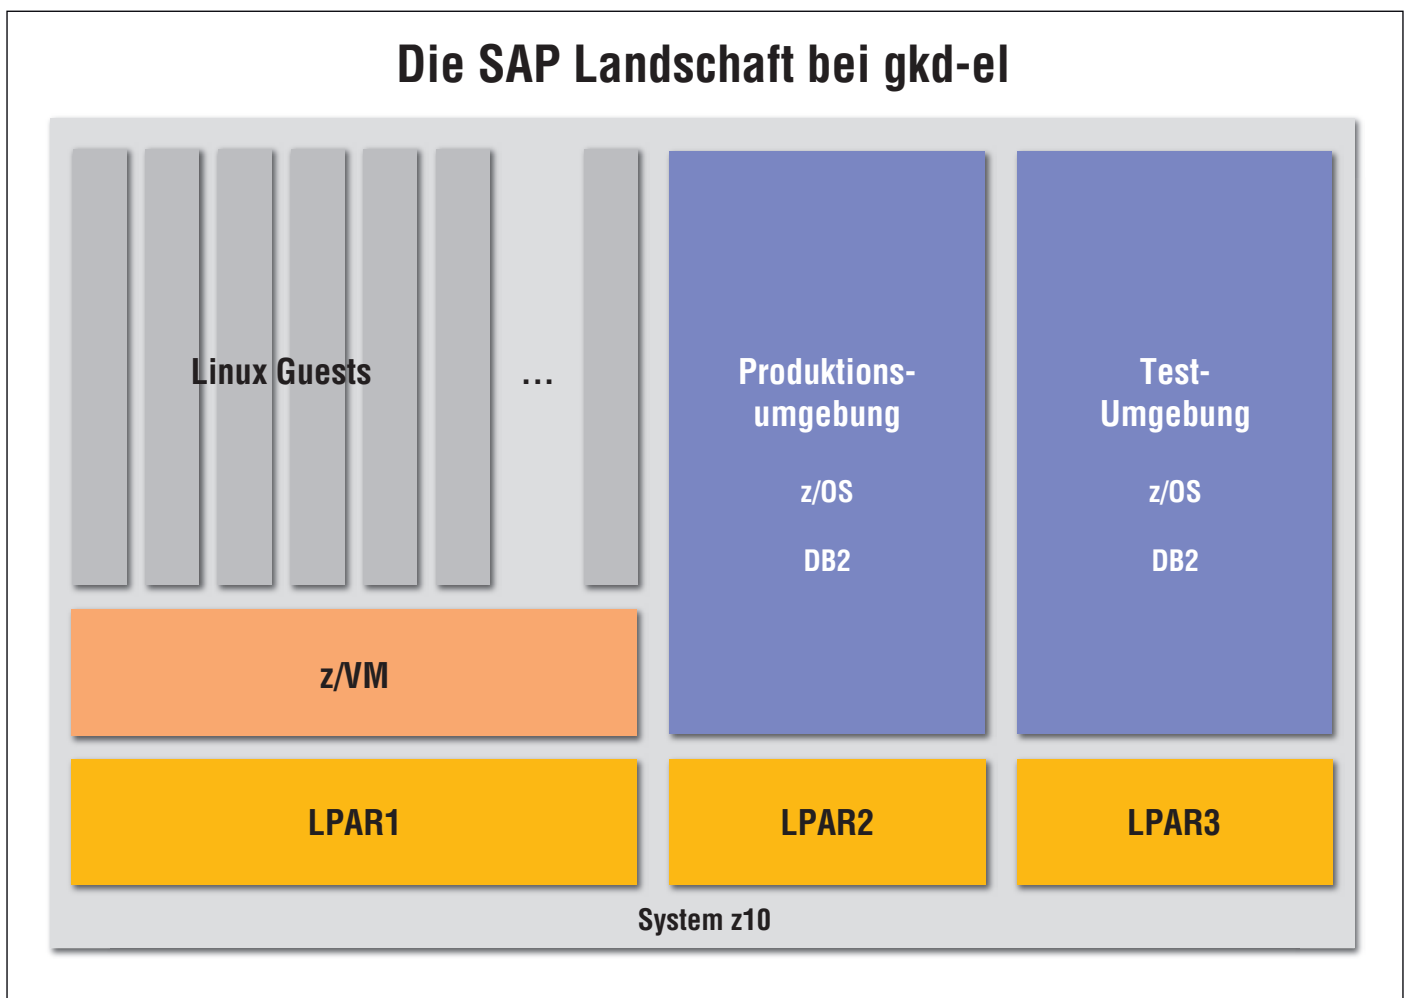 Die SAP Landschaft bei gkd-el
Linux Guests
...
Produktions-
umgebung
z/OS
DB2
Test-
Umgebung
z/OS
DB2
z/VM
LPAR1
LPAR2
LPAR3
System z10